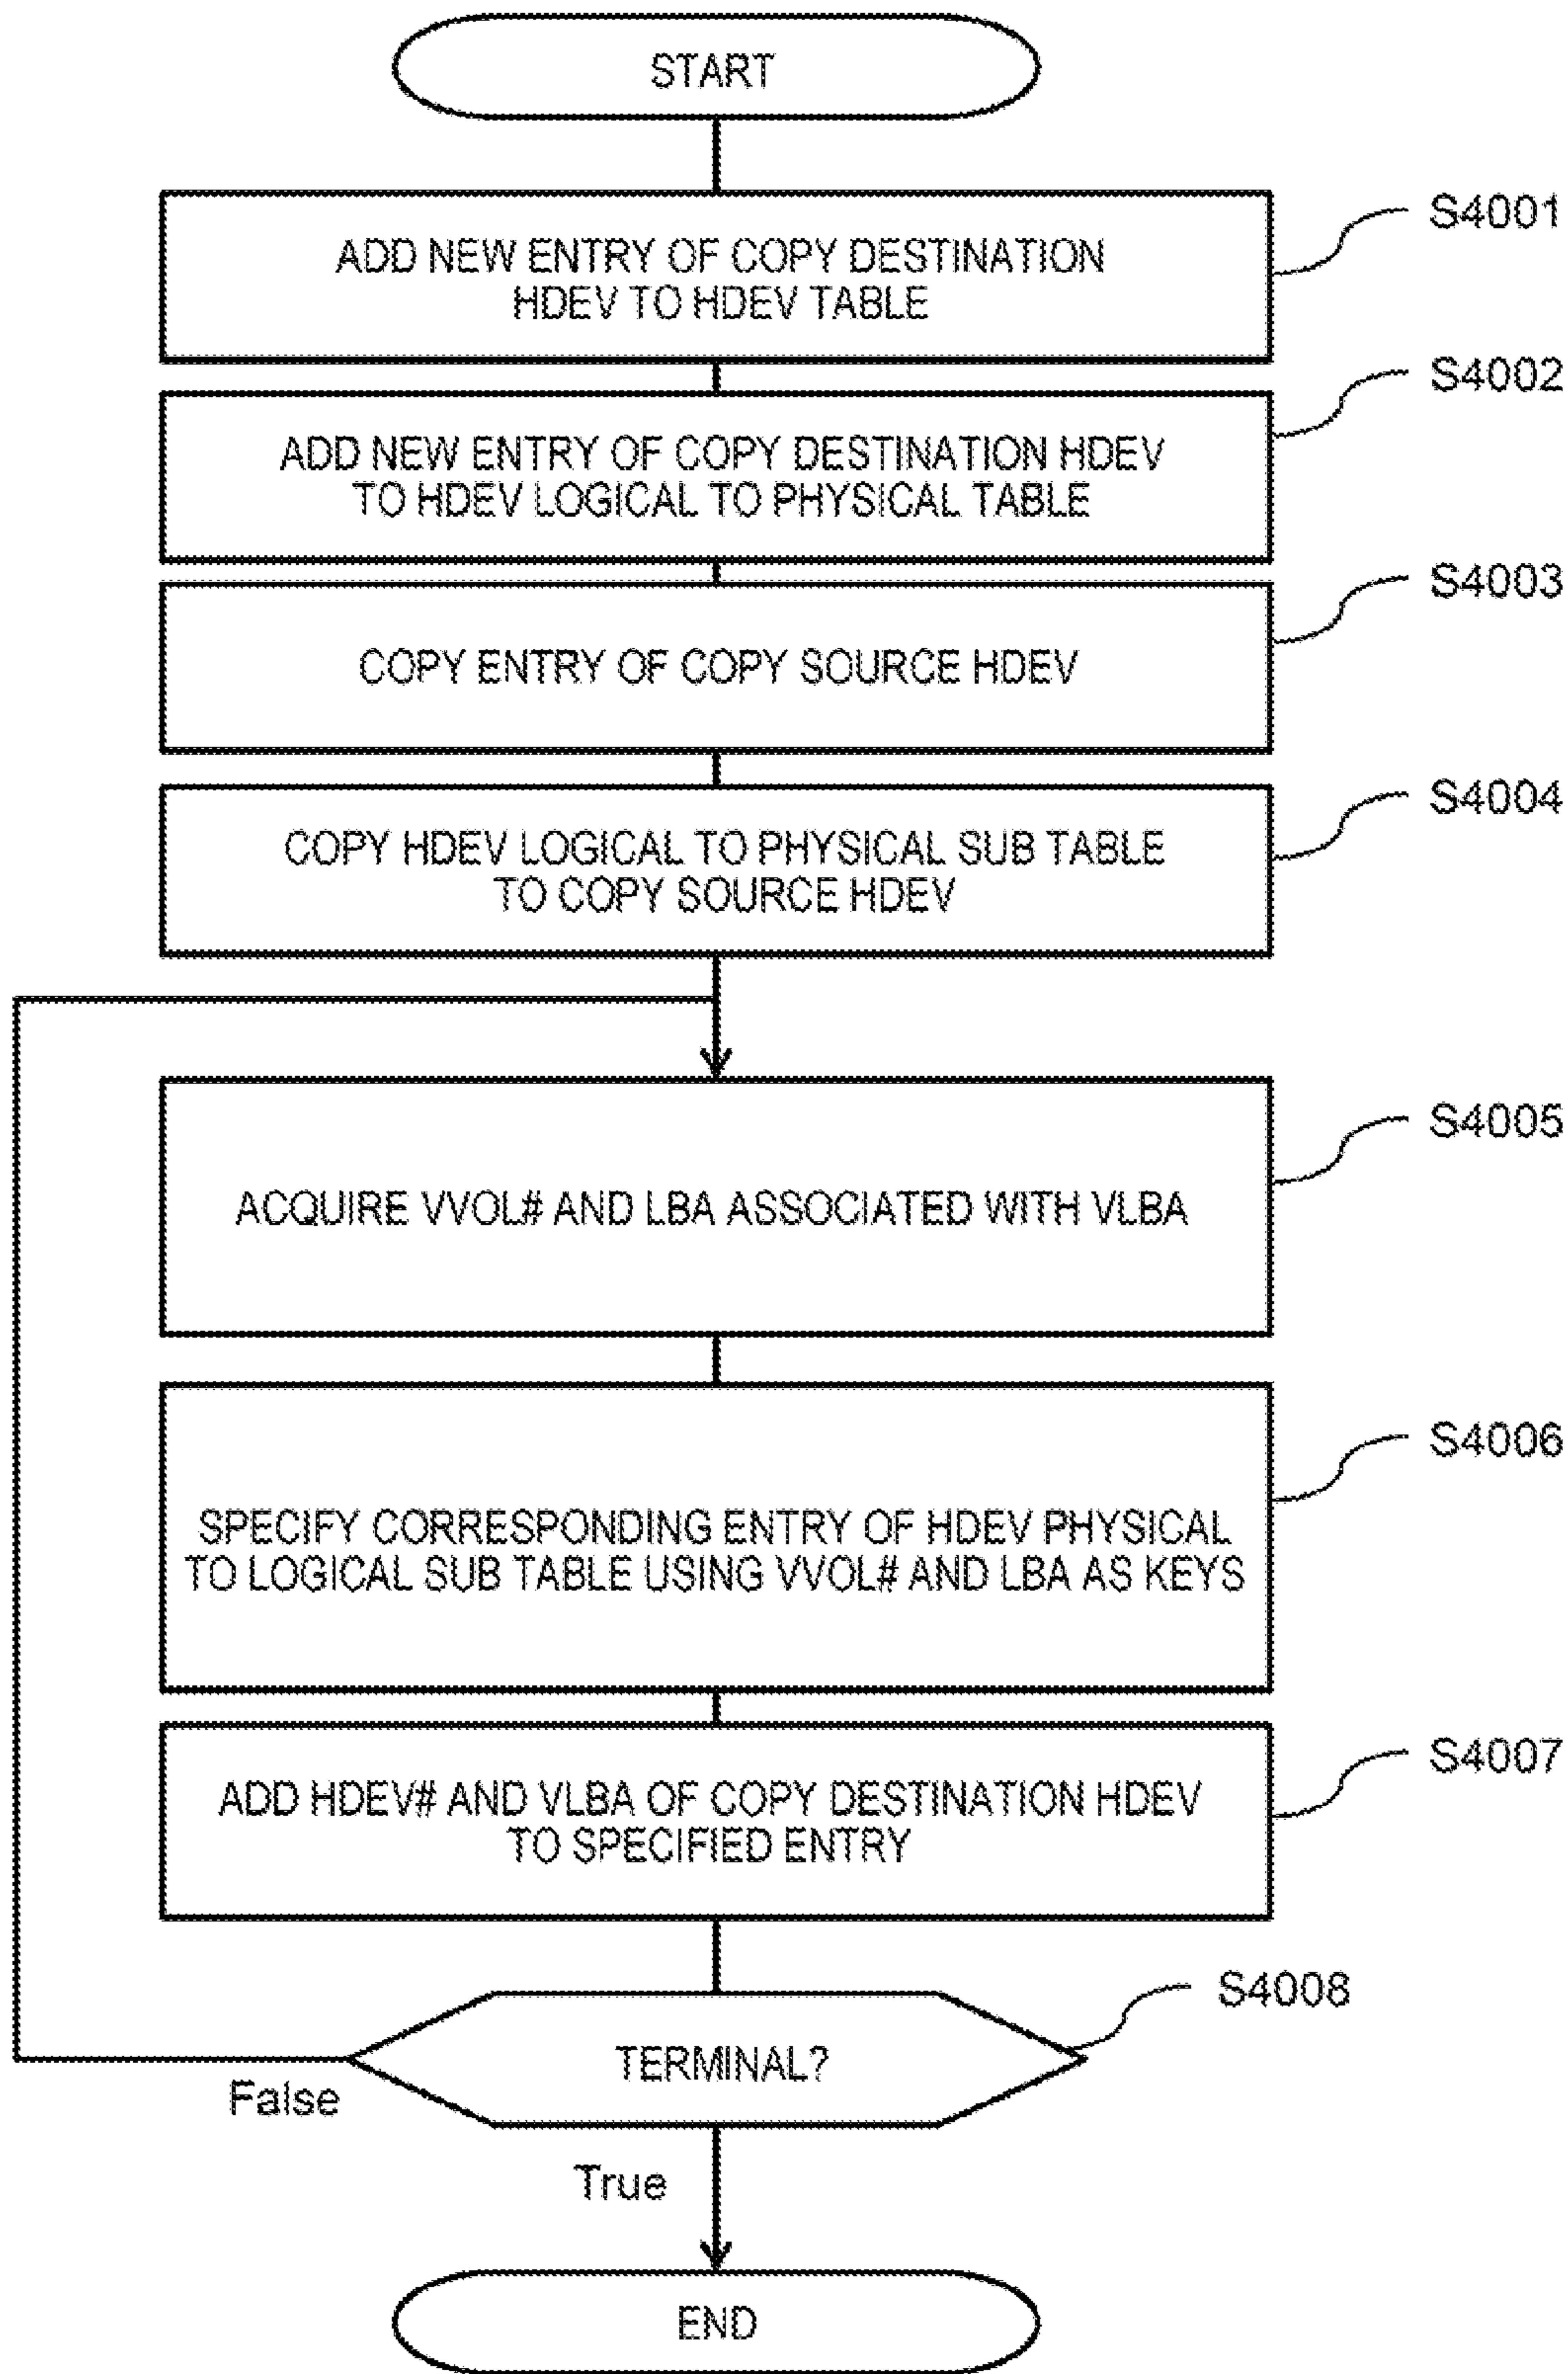 START
S4001
ADD NEW ENTRY OF COPY DESTINATION
HDEV TO HDEV TABLE
S4002
ADD NEW ENTRY OF COPY DESTINATION HDEV
TO HDEV LOGICAL TO PHYSICAL TABLE
S4003
COPY ENTRY OF COPY SOURCE HDEV
S4004
COPY HDEV LOGICAL TO PHYSICAL SUB TABLE
TO COPY SOURCE HDEV
S4005
ACQUIRE VVOL# AND LBA ASSOCIATED WITH VLBA
S4006
SPECIFY CORRESPONDING ENTRY OF HDEV PHYSICAL
TO LOGICAL SUB TABLE USING VVOL# AND LBA AS KEYS
S4007
ADD HDEV# AND VLBA OF COPY DESTINATION HDEV
TO SPECIFIED ENTRY
S4008
TERMINAL?
False
True
END